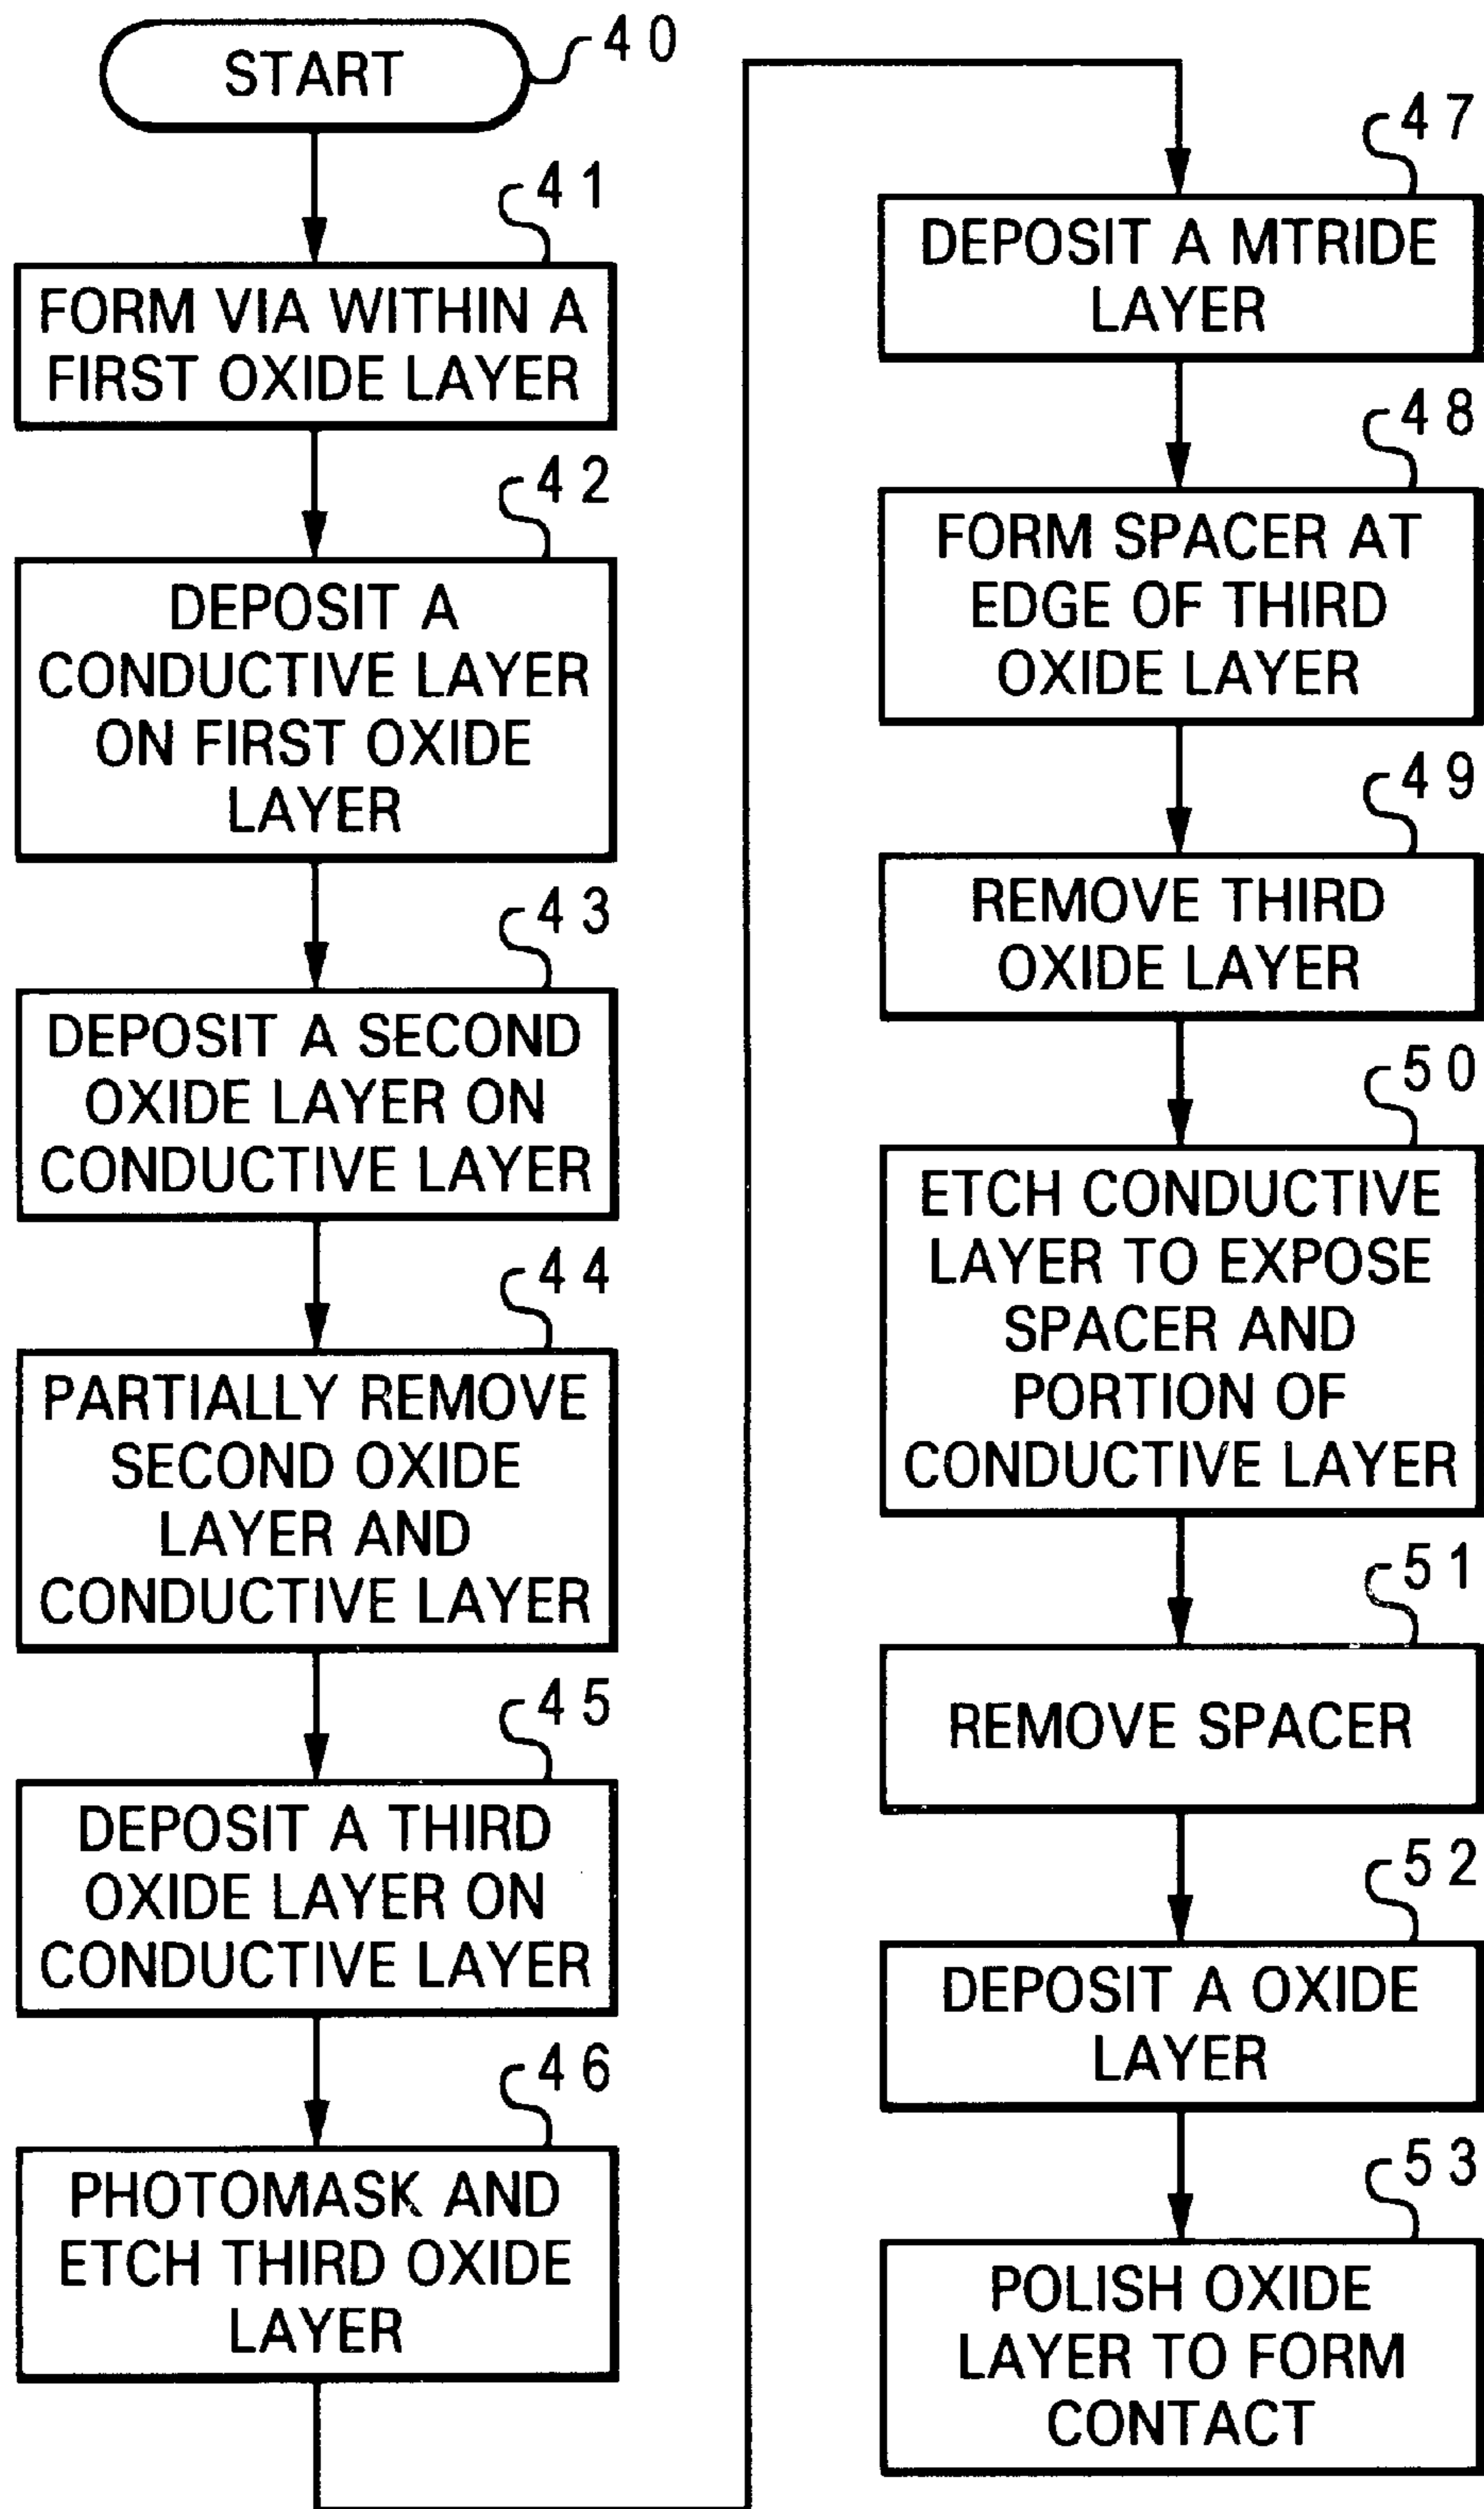 START
40
41
FORM VIA WITHIN A
FIRST OXIDE LAYER
42
DEPOSIT A
CONDUCTIVE LAYER
ON FIRST OXIDE
LAYER
43
DEPOSIT A SECOND
OXIDE LAYER ON
CONDUCTIVE LAYER
44
PARTIALLY REMOVE
SECOND OXIDE
LAYER AND
CONDUCTIVE LAYER
45
DEPOSIT A THIRD
OXIDE LAYER ON
CONDUCTIVE LAYER
46
PHOTOMASK AND
ETCH THIRD OXIDE
LAYER
47
DEPOSIT A MTRIDE
LAYER
48
FORM SPACER AT
EDGE OF THIRD
OXIDE LAYER
49
REMOVE THIRD
OXIDE LAYER
50
ETCH CONDUCTIVE
LAYER TO EXPOSE
SPACER AND
PORTION OF
CONDUCTIVE LAYER
51
REMOVE SPACER
52
DEPOSIT A OXIDE
LAYER
53
POLISH OXIDE
LAYER TO FORM
CONTACT